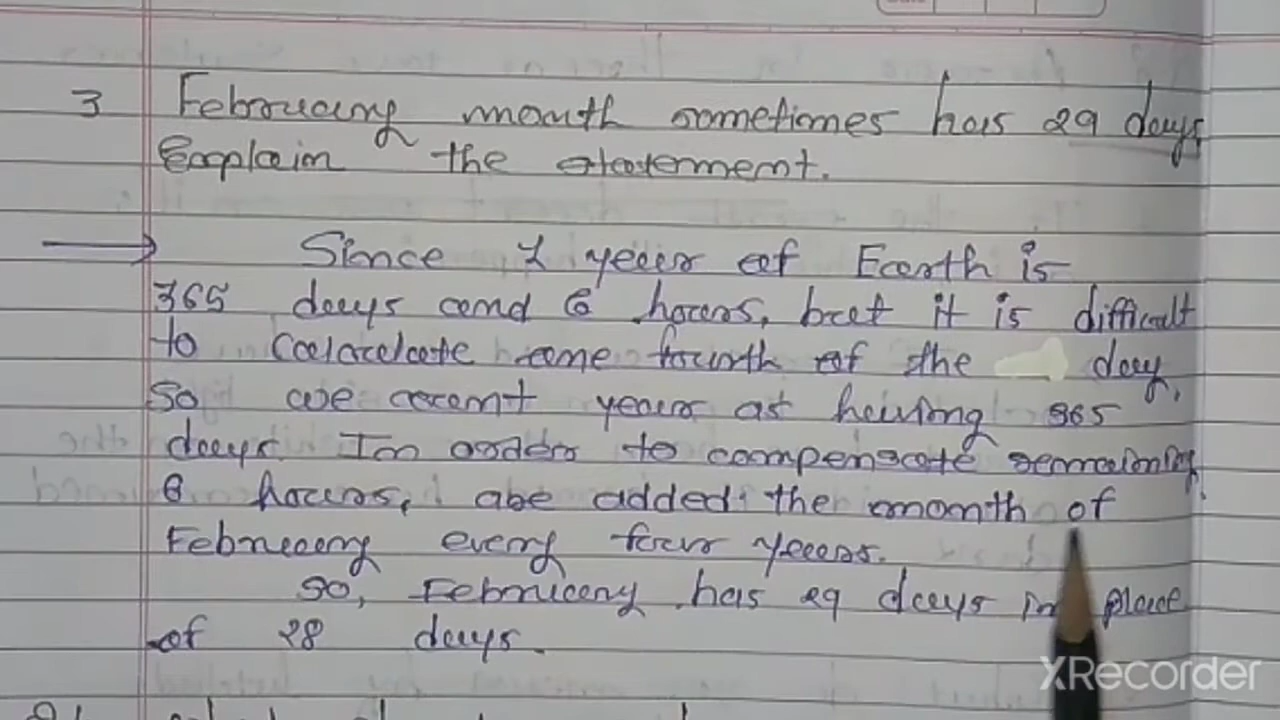 3 February month sometimes has 29 days
Explain the statement.
Since 1 year of Earth is
365 days and 6 hours, but it is difficult
to calculate one fourth of the day,
So we count years as having 365
days. In order to compensate remaining
6 hours, we added the month of
February every four years.
so, February has 29 days in place
of 28 days.
XRecorder